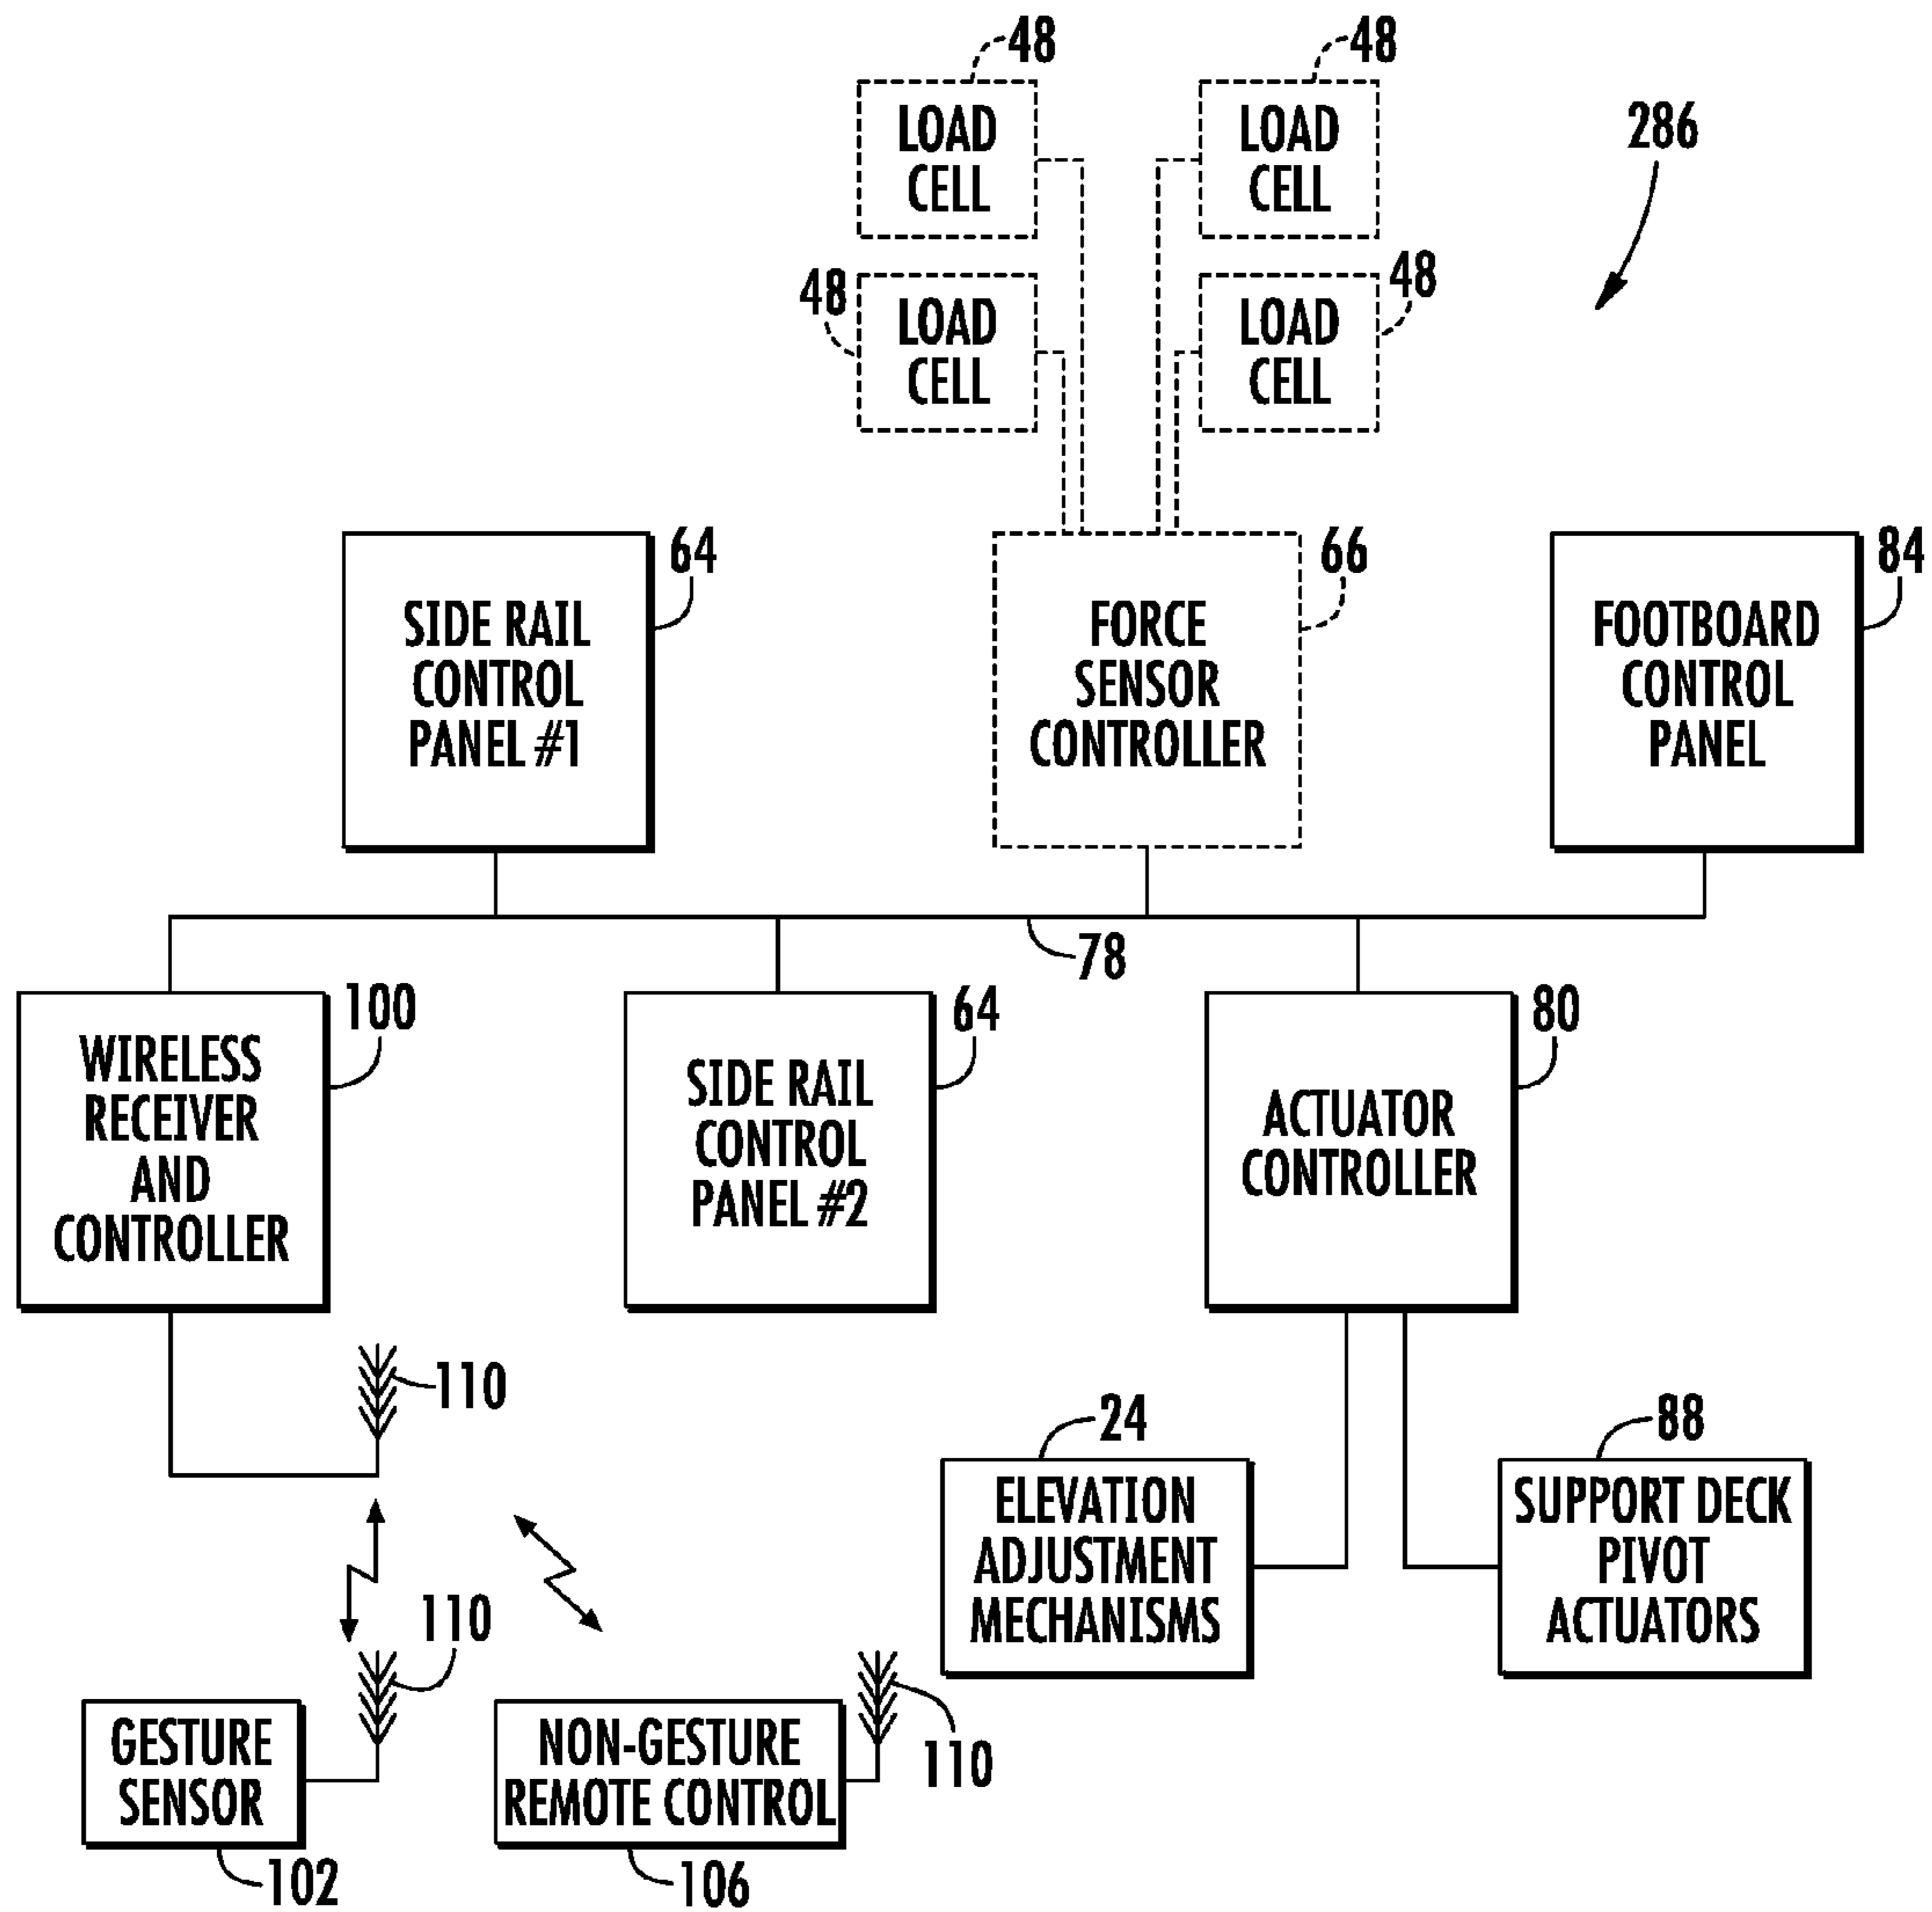 48
48
LOAD
CELL
LOAD
CELL
286
48
LOAD
CELL
LOAD
CELL
48
64
SIDE RAIL
CONTROL
PANEL #1
66
FORCE
SENSOR
CONTROLLER
84
FOOTBOARD
CONTROL
PANEL
78
100
WIRELESS
RECEIVER
AND
CONTROLLER
64
SIDE RAIL
CONTROL
PANEL #2
80
ACTUATOR
CONTROLLER
110
24
ELEVATION
ADJUSTMENT
MECHANISMS
88
SUPPORT DECK
PIVOT
ACTUATORS
110
GESTURE
SENSOR
102
NON-GESTURE
REMOTE CONTROL
106
110